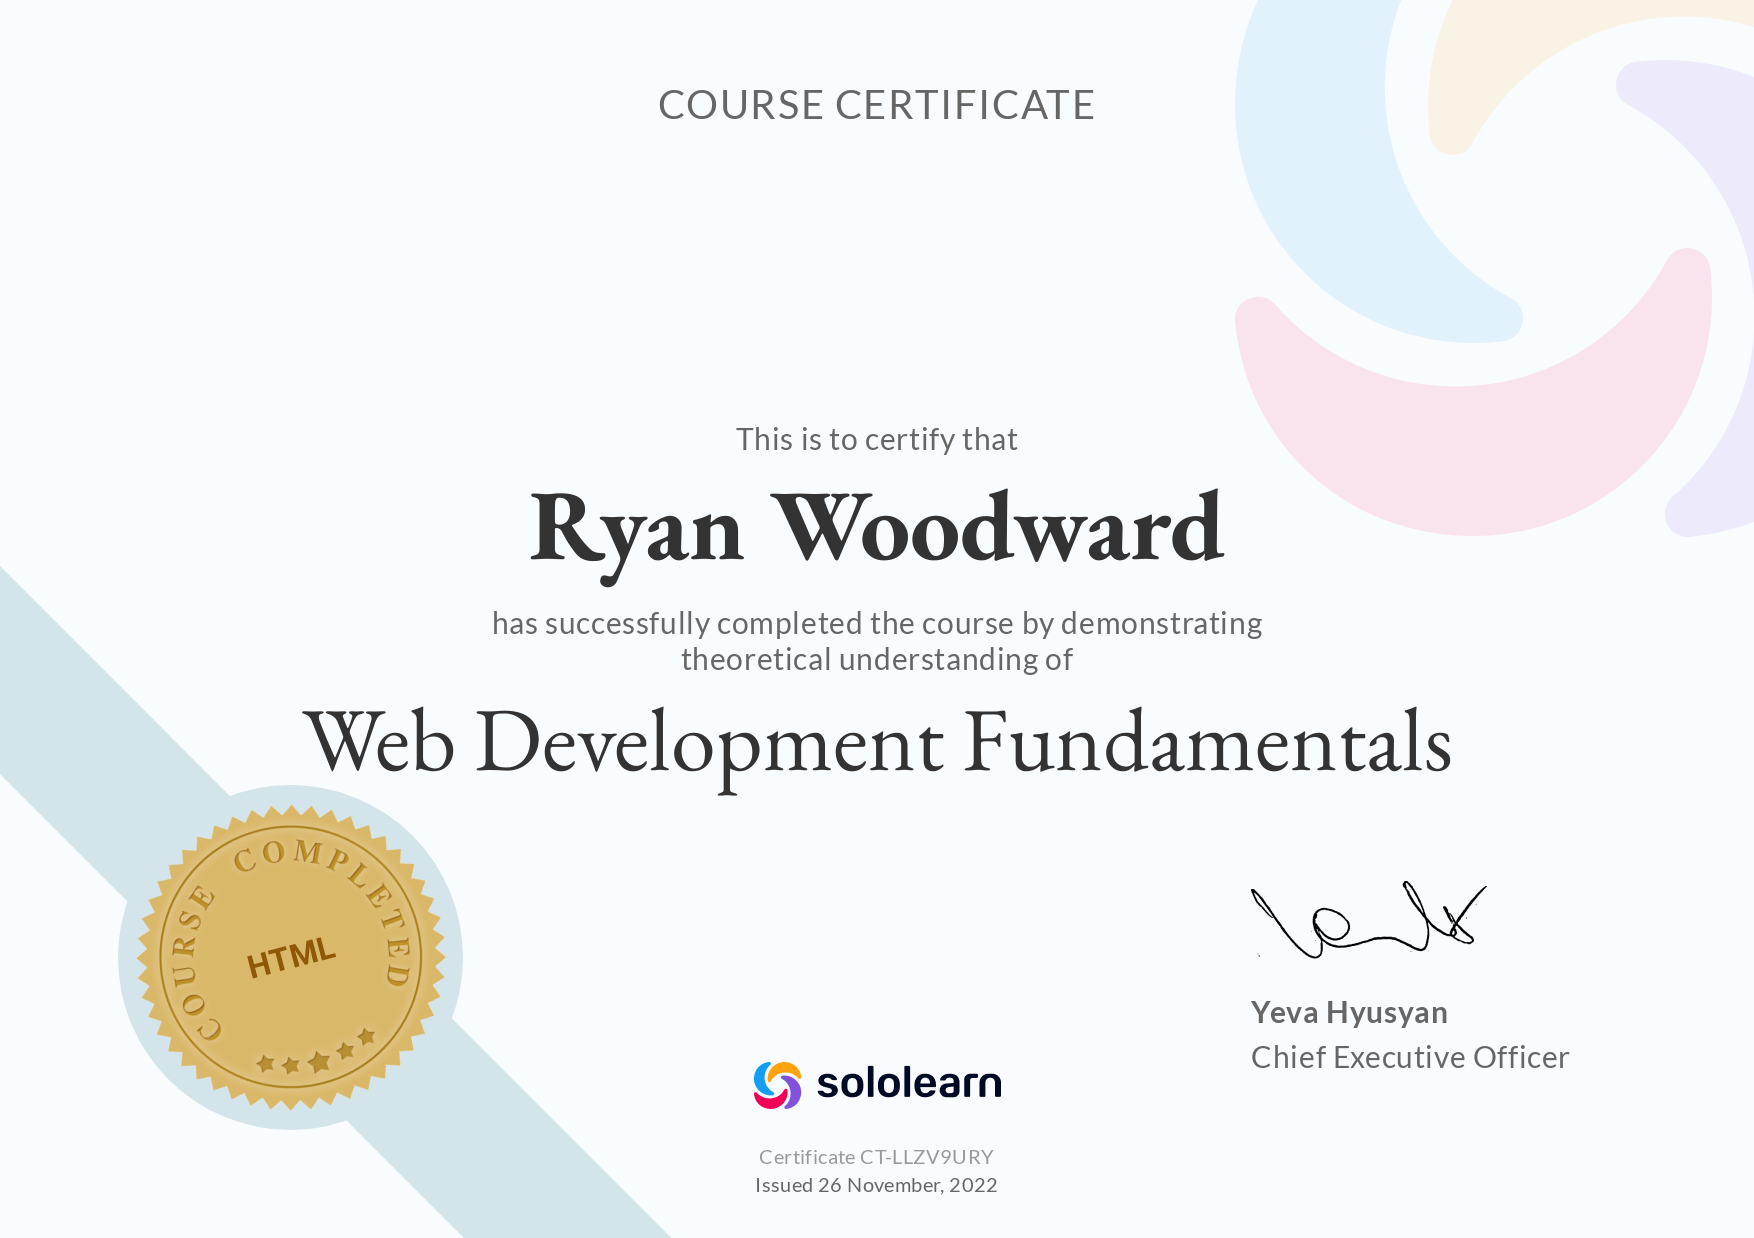 COURSE CERTIFICATE
This is to certify that
Ryan Woodward
has successfully completed the course by demonstrating
theoretical understanding of
Web Development Fundamentals
COURSE COMPLETED
HTML
Yeva Hyusyan
Chief Executive Officer
sololearn
Certificate CT-LLZV9URY
Issued 26 November, 2022